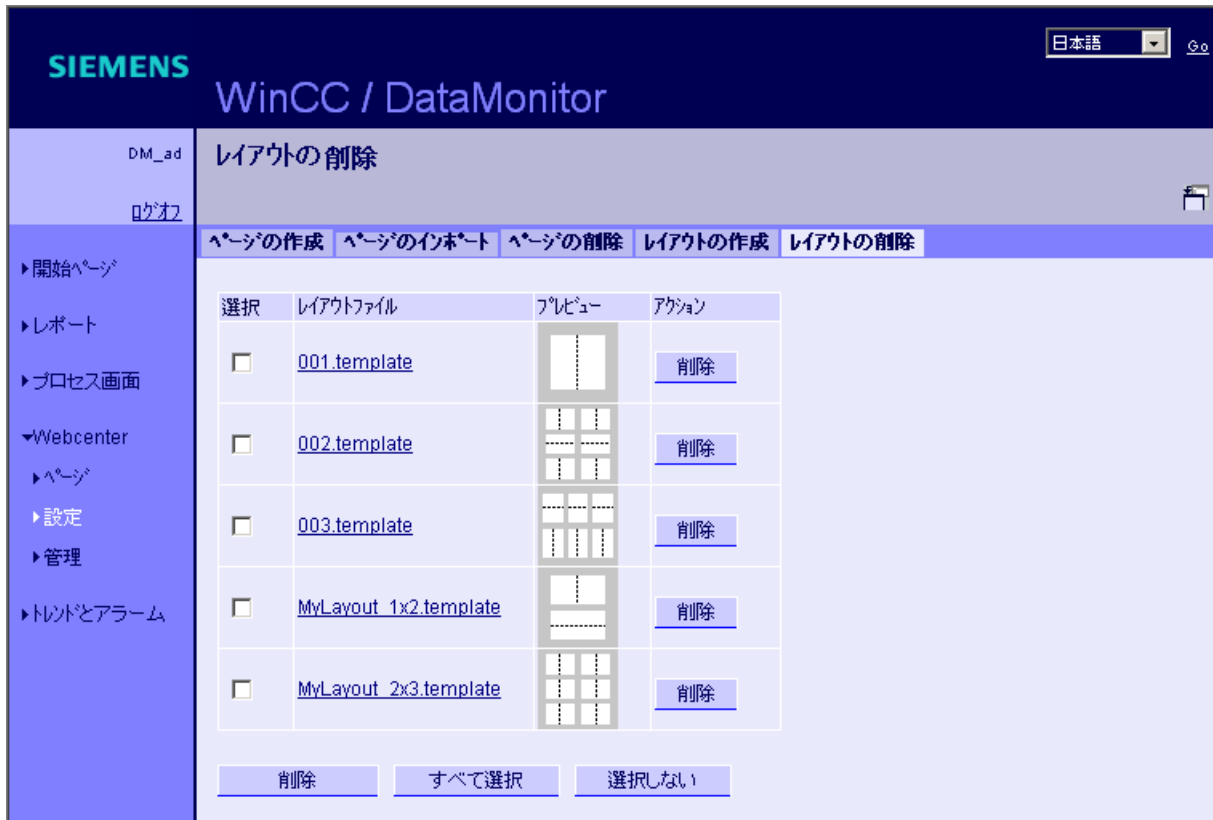 SIEMENS
日本語
Go
WinCC / DataMonitor
DM_ad
ログオフ
レイアウトの削除
ページの作成 ページのインポート ページの削除 レイアウトの作成 レイアウトの削除
開始ページ
レポート
プロセス画面
Webcenter
ページ
設定
管理
トレンドとアラーム
選択 レイアウトファイル プレビュー アクション
001.template 削除
002.template 削除
003.template 削除
MyLayout_1x2.template 削除
MyLayout_2x3.template 削除
削除 すべて選択 選択しない